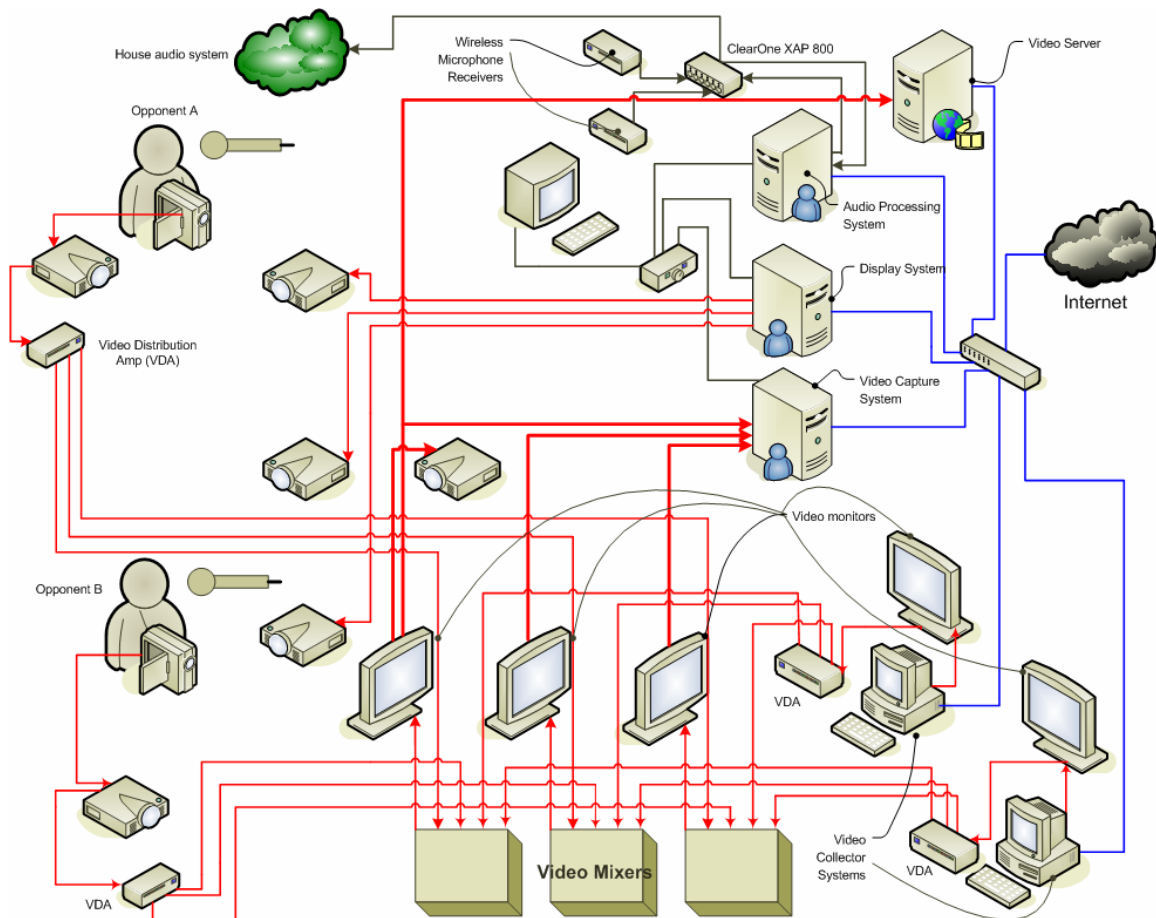 House audio system
Wireless
Microphone
Receivers
ClearOne XAP 800
Video Server
Opponent A
Audio Processing
System
Display System
Internet
Video Distribution
Amp (VDA)
Video Capture
System
Video monitors
Opponent B
VDA
Video Mixers
Video
Collector
Systems
VDA
VDA